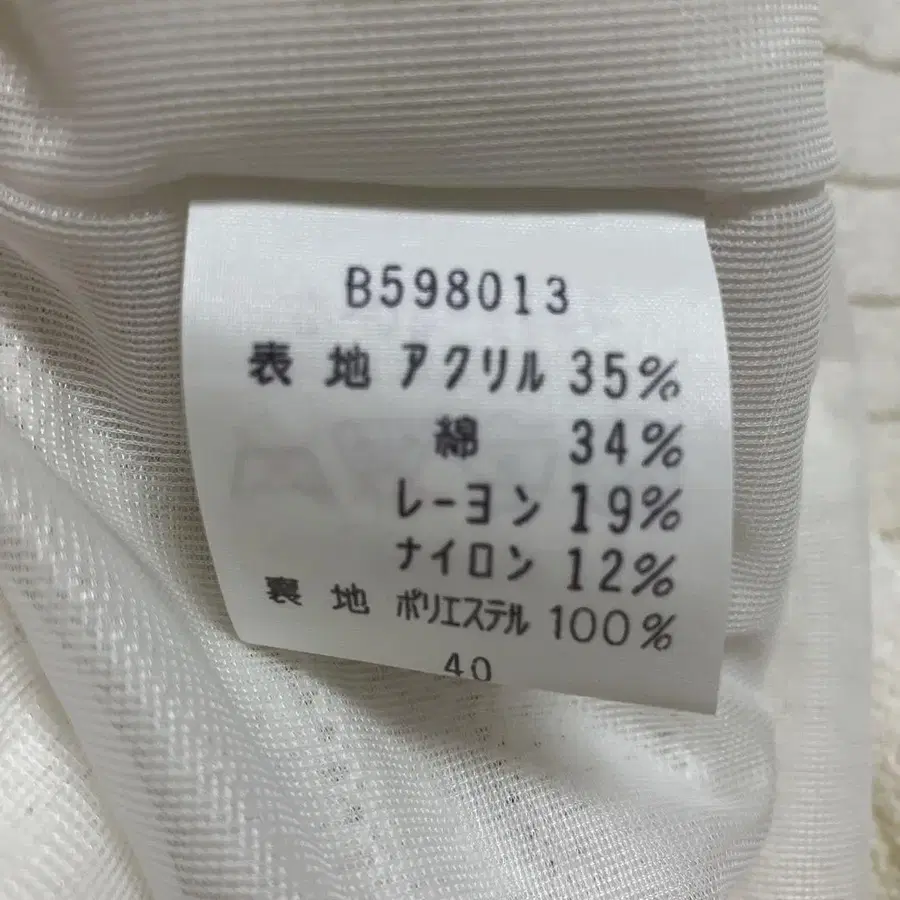 B598013
表地 アクリル 35%
綿 34%
レーヨン 19%
ナイロン 12%
裏地 ポリエステル 100%
40